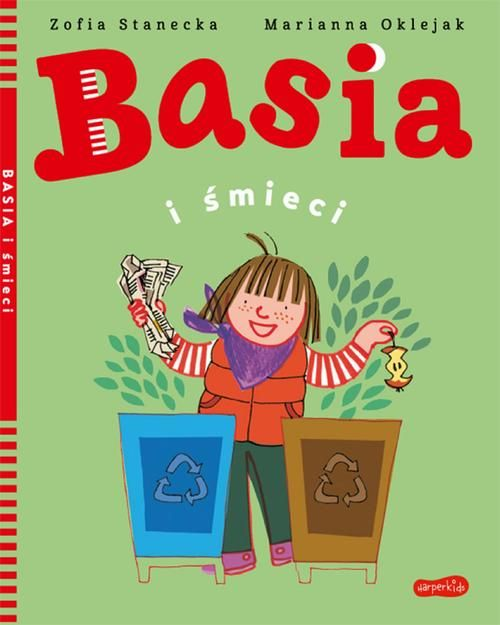 Zofia Stanecka Marianna Oklejak
Basia
i śmieci
BASIA i śmieci
harperkids